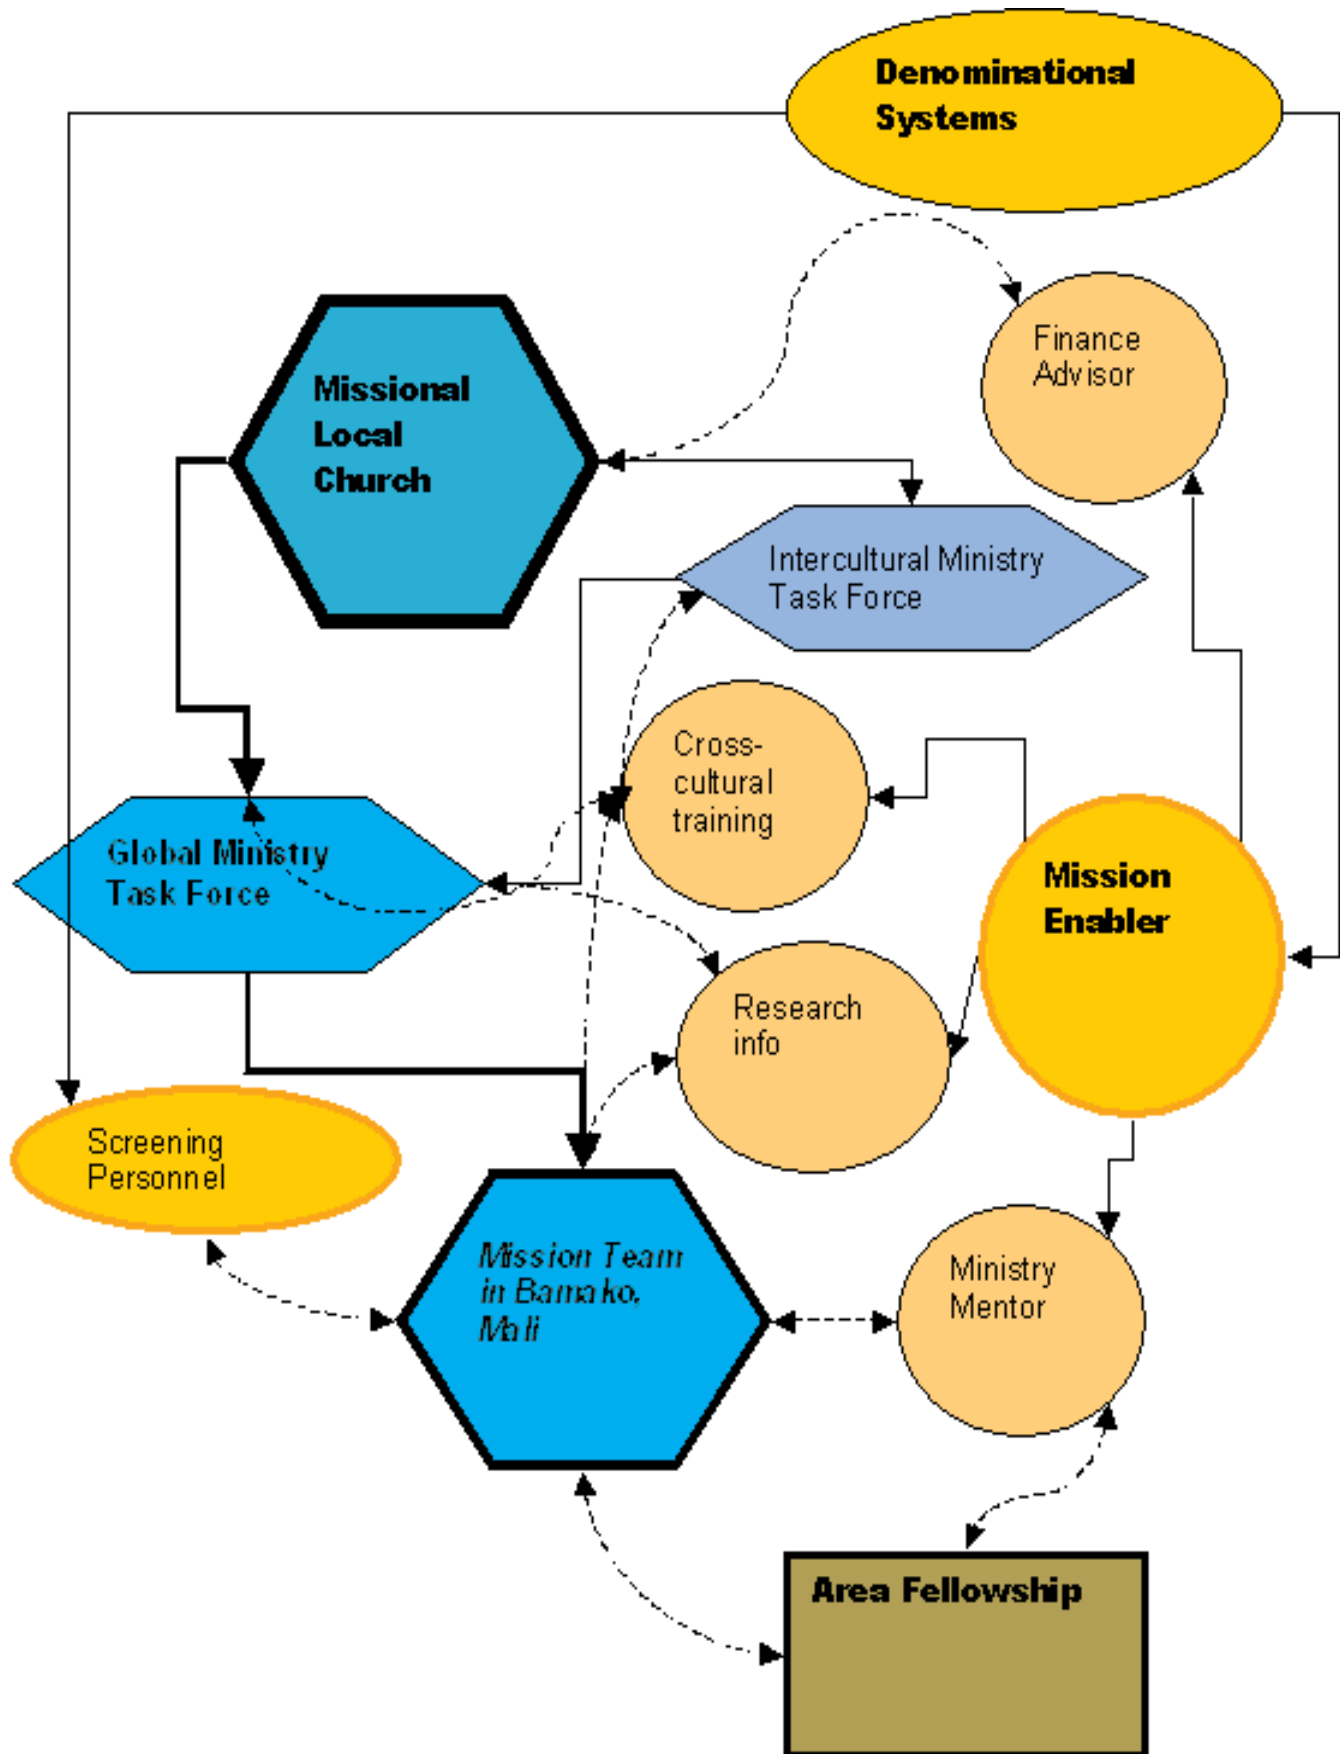 Denominational
Systems
Finance
Advisor
Missional
Local
Church
Intercultural Ministry
Task Force
Cross-
cultural
training
Global Ministry
Task Force
Mission
Enabler
Research
info
Screening
Personnel
Mission Team
in Bamako,
Mali
Ministry
Mentor
Area Fellowship